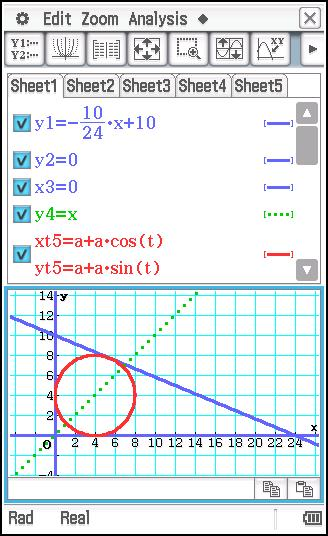 Edit Zoom Analysis
Y1:··· Y2:··· XY
Sheet1 Sheet2 Sheet3 Sheet4 Sheet5
y1=-10/24·x+10
y2=0
x3=0
y4=x
xt5=a+a·cos(t)
yt5=a+a·sin(t)
14 y
12
10
8
6
4
2
x
0 2 4 6 8 10 12 14 16 18 20 22 24
-4
Rad Real